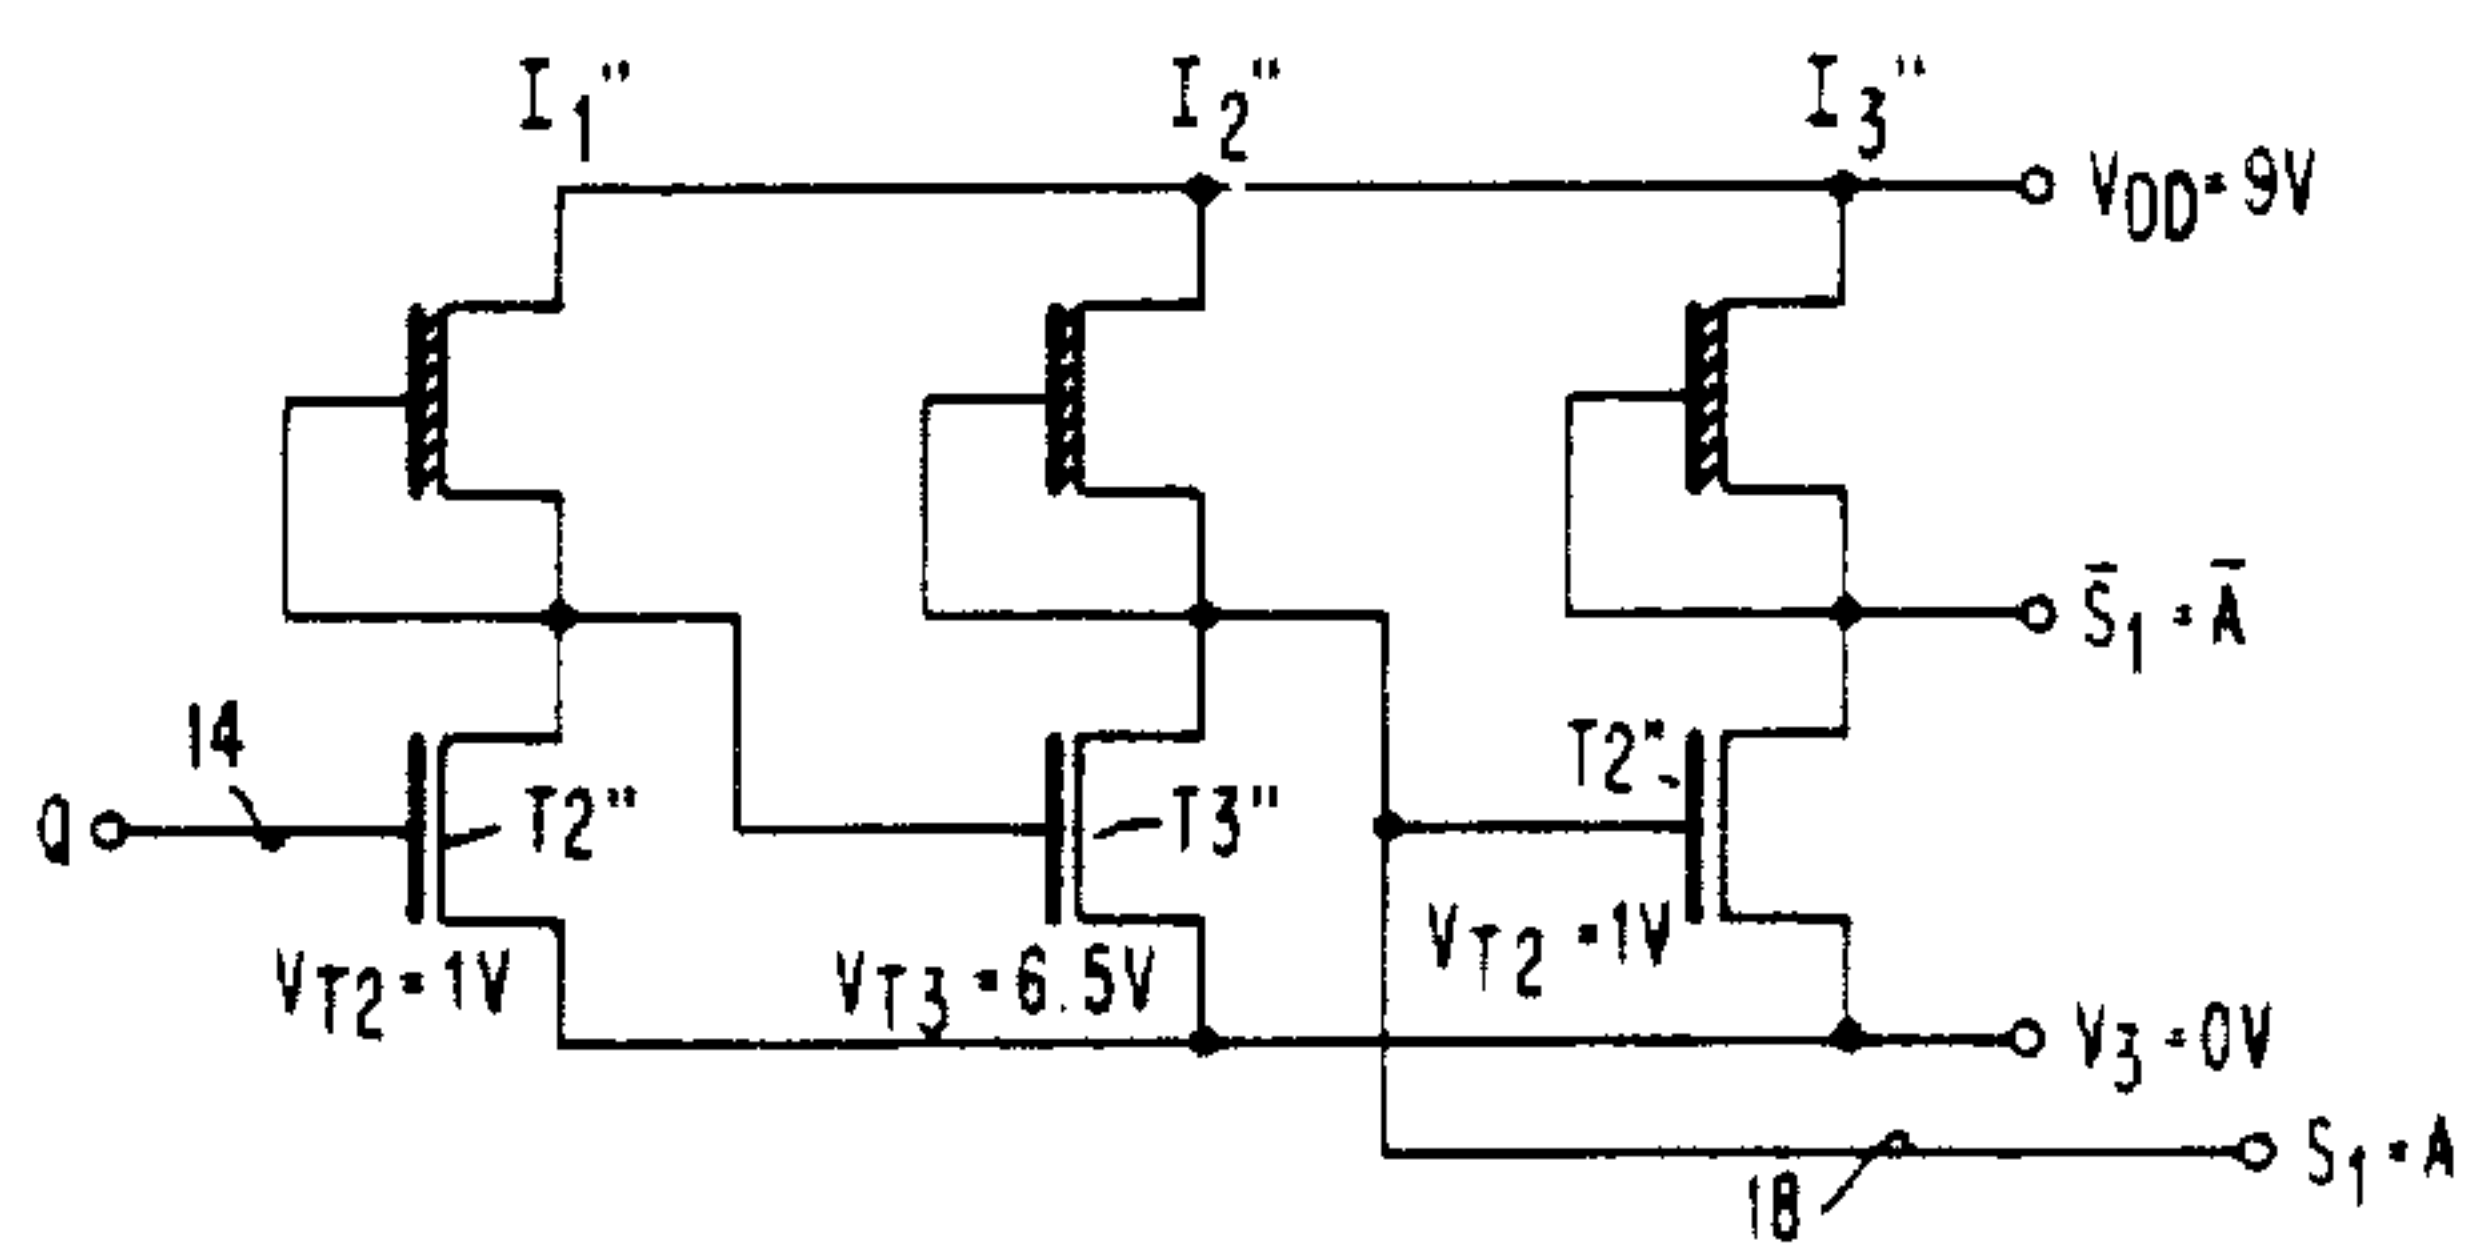 I1" I2" I3"
VDD=9V
S̄1=Ā
14
T2"
Q
T2" T3"
VT2=1V
VT2=1V VT3=6.5V
V3=0V
S1=A
18